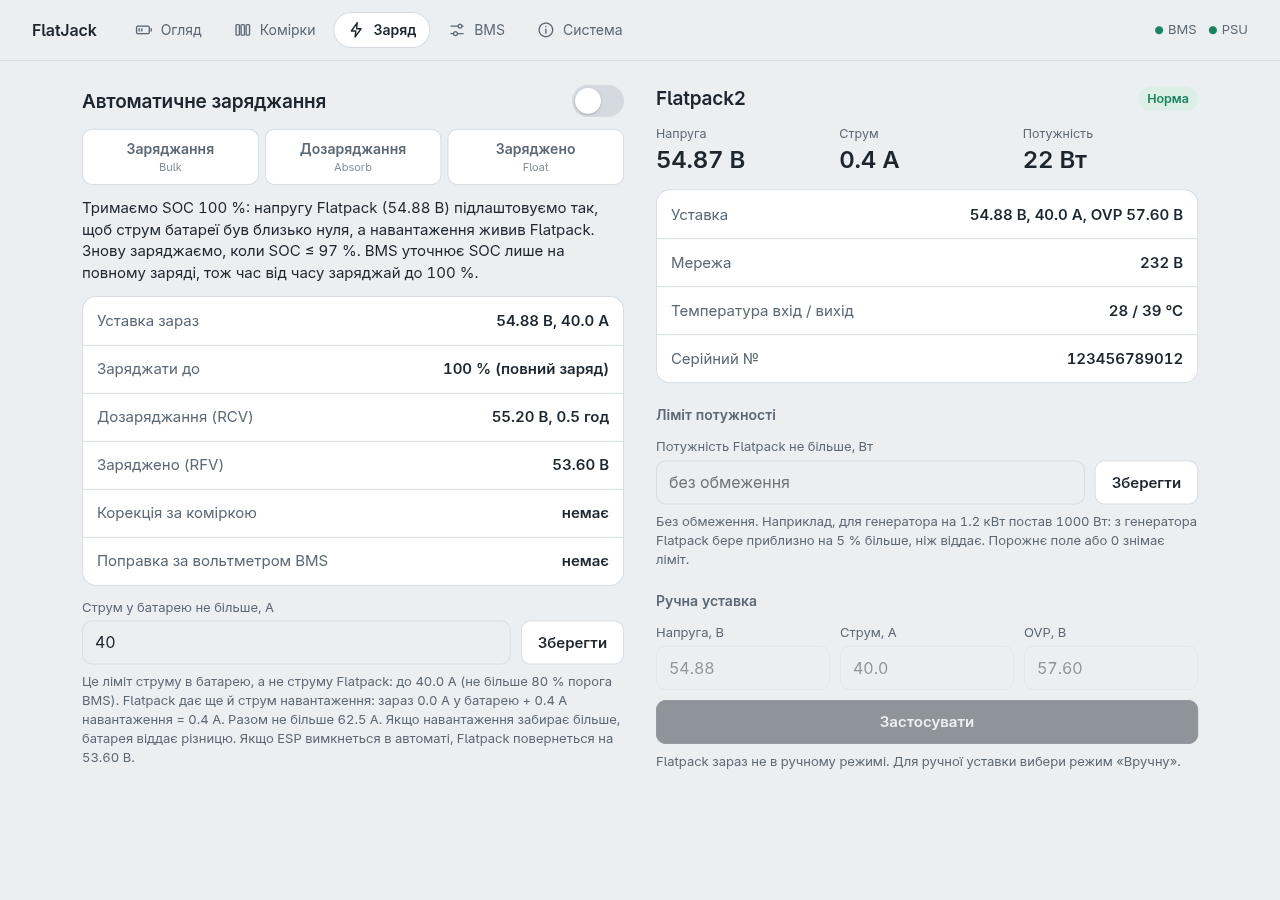 FlatJack
Огляд
Комірки
Заряд
BMS
Система
BMS
PSU
Автоматичне заряджання
Заряджання
Bulk
Дозаряджання
Absorb
Заряджено
Float
Тримаємо SOC 100 %: напругу Flatpack (54.88 В) підлаштовуємо так,
щоб струм батареї був близько нуля, а навантаження живив Flatpack.
Знову заряджаємо, коли SOC ≤ 97 %. BMS уточнює SOC лише на
повному заряді, тож час від часу заряджай до 100 %.
Уставка зараз
54.88 В, 40.0 А
Заряджати до
100 % (повний заряд)
Дозаряджання (RCV)
55.20 В, 0.5 год
Заряджено (RFV)
53.60 В
Корекція за коміркою
немає
Поправка за вольтметром BMS
немає
Струм у батарею не більше, А
40
Зберегти
Це ліміт струму в батарею, а не струму Flatpack: до 40.0 А (не більше 80 % порога
BMS). Flatpack дає ще й струм навантаження: зараз 0.0 А у батарею + 0.4 А
навантаження = 0.4 А. Разом не більше 62.5 А. Якщо навантаження забирає більше,
батарея віддає різницю. Якщо ESP вимкнеться в автоматі, Flatpack повернеться на
53.60 В.
Flatpack2
Норма
Напруга
54.87 В
Струм
0.4 А
Потужність
22 Вт
Уставка
54.88 В, 40.0 А, OVP 57.60 В
Мережа
232 В
Температура вхід / вихід
28 / 39 °C
Серійний №
123456789012
Ліміт потужності
Потужність Flatpack не більше, Вт
без обмеження
Зберегти
Без обмеження. Наприклад, для генератора на 1.2 кВт постав 1000 Вт: з генератора
Flatpack бере приблизно на 5 % більше, ніж віддає. Порожнє поле або 0 знімає
ліміт.
Ручна уставка
Напруга, В
Струм, А
OVP, В
54.88
40.0
57.60
Застосувати
Flatpack зараз не в ручному режимі. Для ручної уставки вибери режим «Вручну».